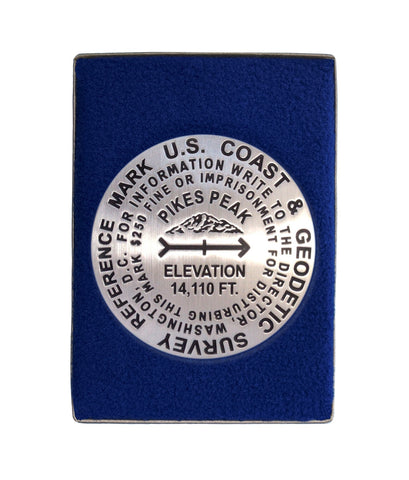 U.S. COAST & GEODETIC SURVEY REFERENCE MARK
FOR INFORMATION WRITE TO THE DIRECTOR, WASHINGTON, D.C.
$250 FINE OR IMPRISONMENT FOR DISTURBING THIS MARK
PIKES PEAK
ELEVATION
14,110 FT.